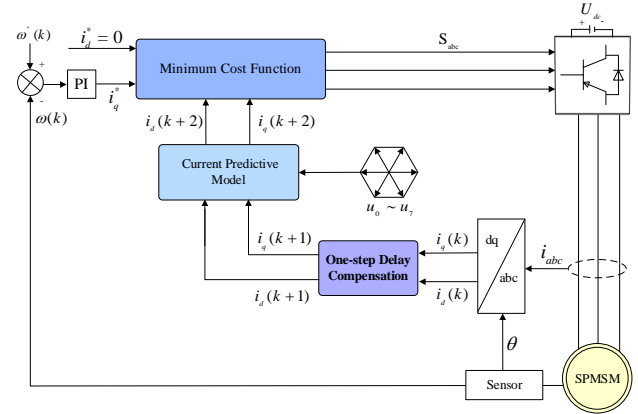 U_dc
+ -
ω*(k)
i_d^* = 0
Minimum Cost Function
S_abc
+
PI
-
i_q^*
ω(k)
i_d(k+2)
i_q(k+2)
Current Predictive
Model
u_0 ~ u_7
i_q(k+1)
i_q(k)
dq
One-step Delay
Compensation
abc
i_abc
i_d(k+1)
i_d(k)
θ
Sensor
SPMSM